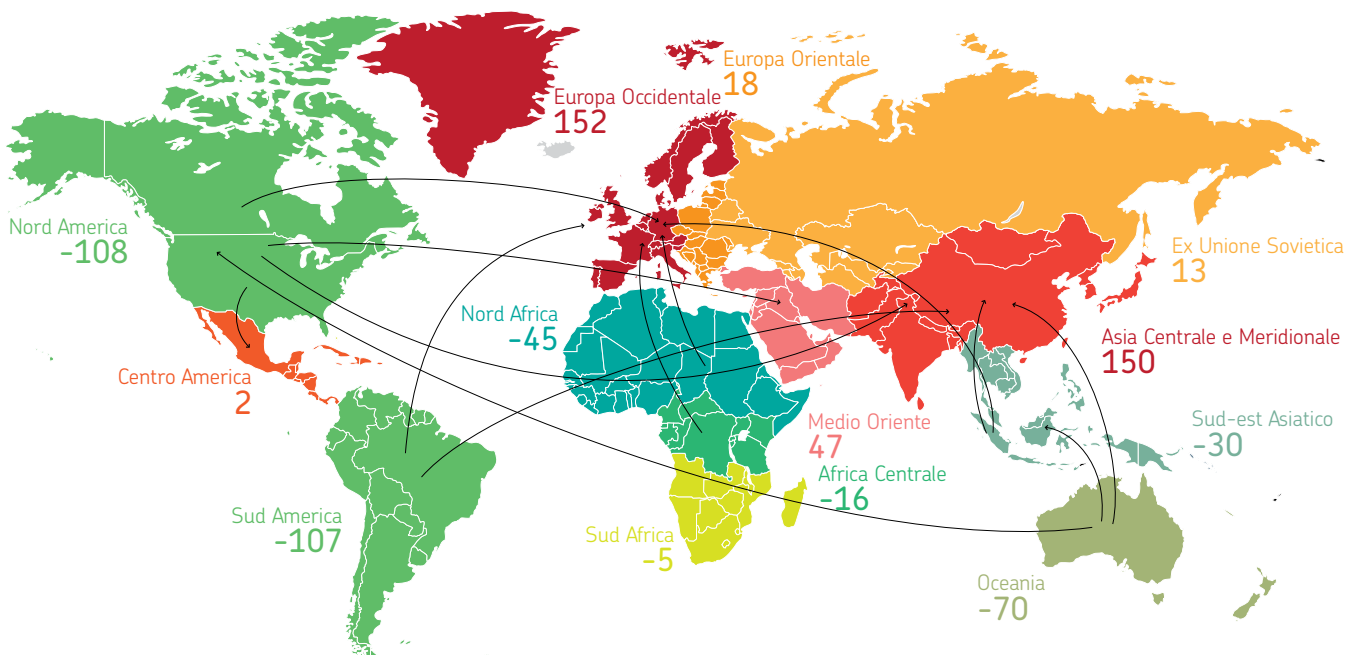 Europa Orientale
18
Europa Occidentale
152
Nord America
-108
Ex Unione Sovietica
13
Nord Africa
-45
Asia Centrale e Meridionale
150
Centro America
2
Medio Oriente
47
Sud-est Asiatico
-30
Africa Centrale
-16
Sud America
-107
Sud Africa
-5
Oceania
-70